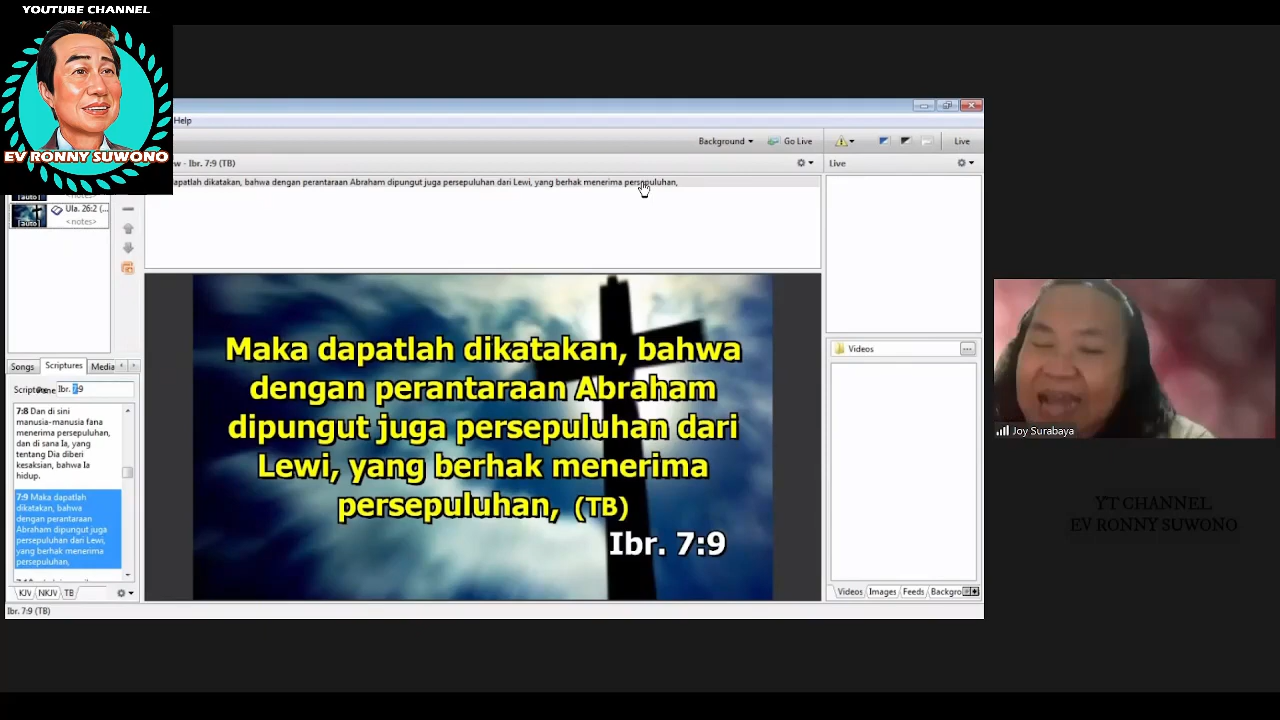 YOUTUBE CHANNEL
EV RONNY SUWONO
Help
Background
Go Live
Live
w - Ibr. 7:9 (TB)
Live
apatlah dikatakan, bahwa dengan perantaraan Abraham dipungut juga persepuluhan dari Lewi, yang berhak menerima persepuluhan,
[auto]
Ula. 26:2 (...
<notes>
[auto]
Maka dapatlah dikatakan, bahwa
dengan perantaraan Abraham
dipungut juga persepuluhan dari
Lewi, yang berhak menerima
persepuluhan, (TB)
Ibr. 7:9
Songs
Scriptures
Media
Ibr. 7:9
7:8 Dan di sini
manusia-manusia fana
menerima persepuluhan,
dan di sana Ia, yang
tentang Dia diberi
kesaksian, bahwa Ia
hidup.
7:9 Maka dapatlah
dikatakan, bahwa
dengan perantaraan
Abraham dipungut juga
persepuluhan dari Lewi,
yang berhak menerima
persepuluhan,
KJV
NKJV
TB
Ibr. 7:9 (TB)
Videos
...
Videos
Images
Feeds
Backgro
Joy Surabaya
YT CHANNEL
EV RONNY SUWONO